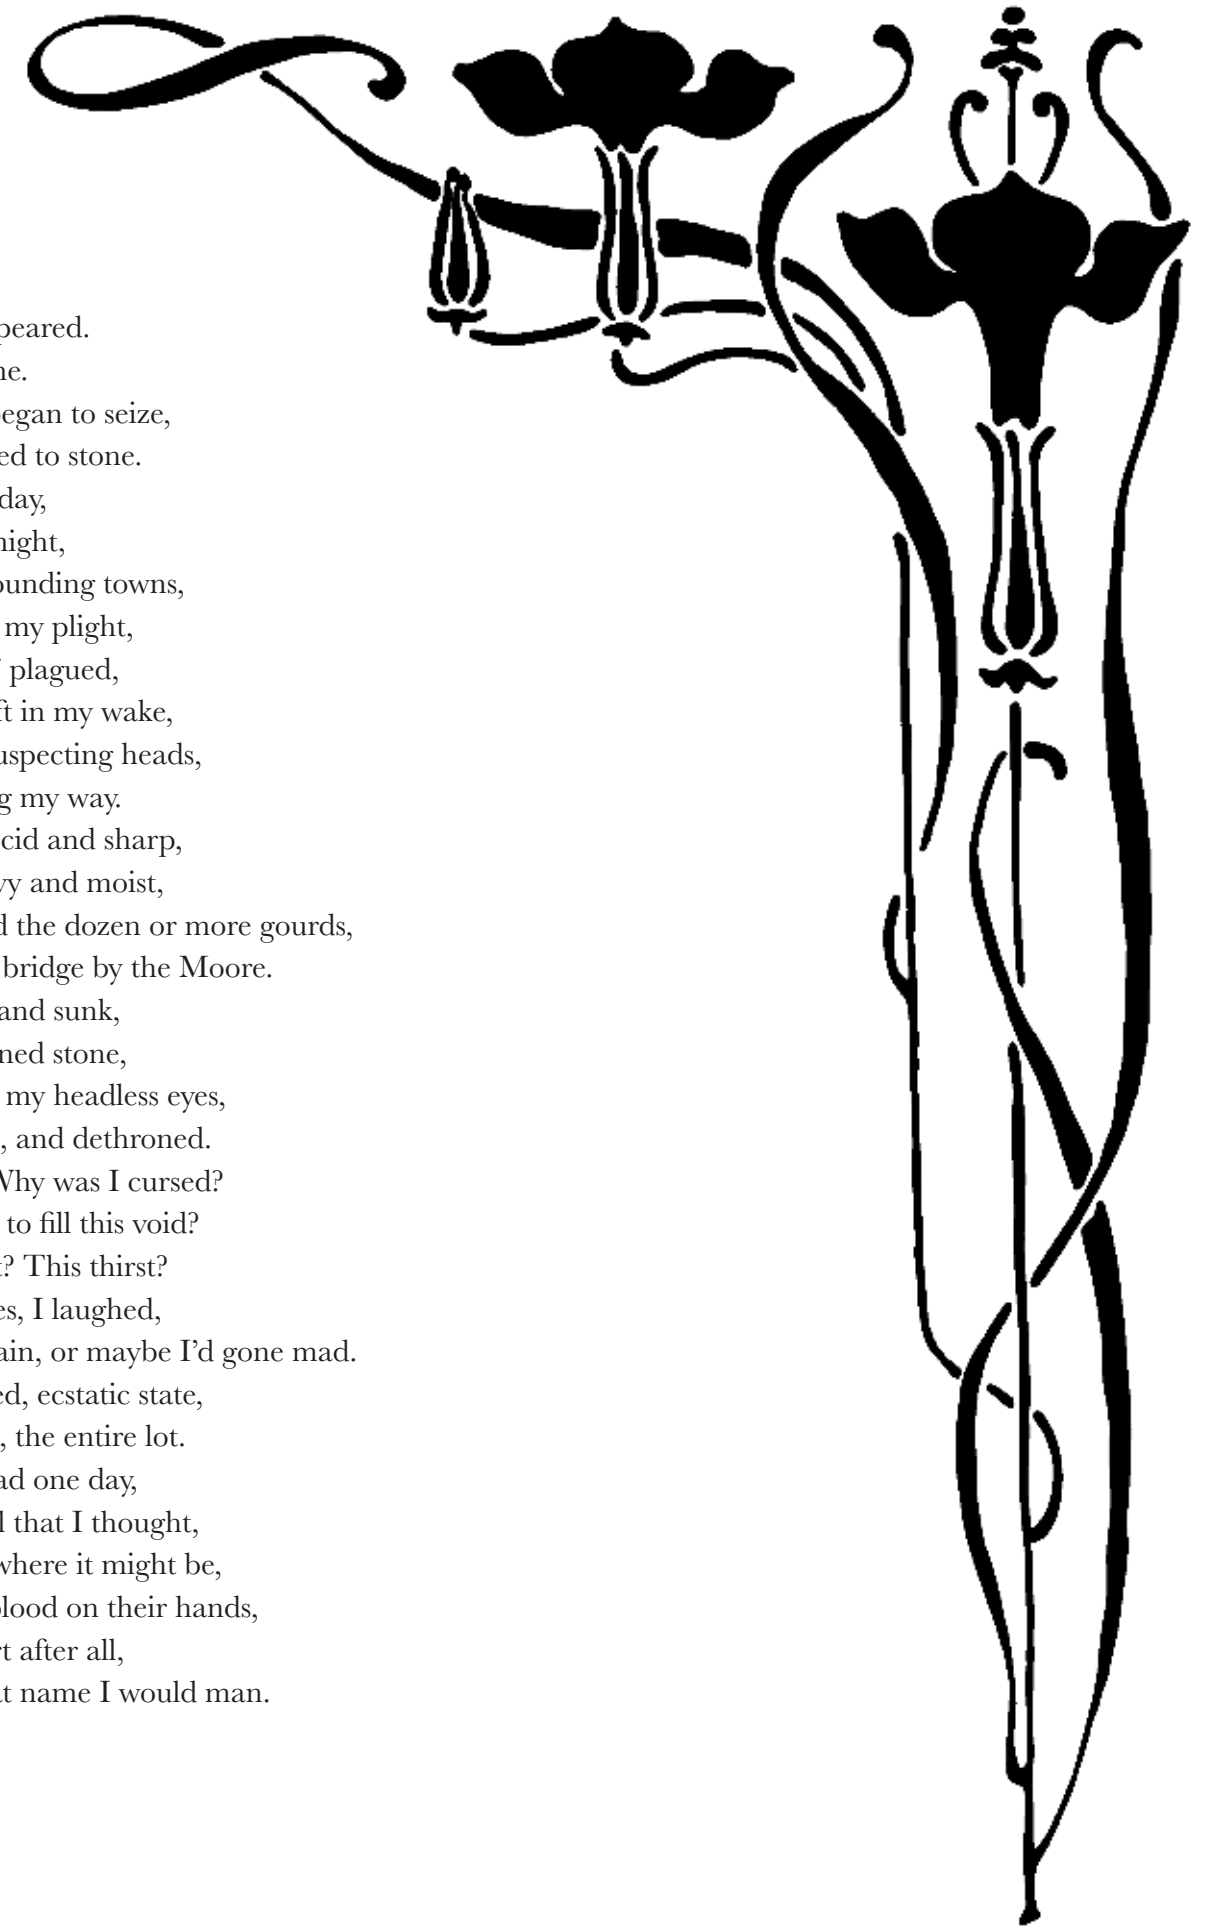 peared.
ne.
began to seize,
ed to stone.
day,
night,
ounding towns,
my plight,
plagued,
ft in my wake,
uspecting heads,
g my way.
cid and sharp,
vy and moist,
d the dozen or more gourds,
bridge by the Moore.
and sunk,
ned stone,
my headless eyes,
, and dethroned.
Why was I cursed?
to fill this void?
t? This thirst?
es, I laughed,
ain, or maybe I’d gone mad.
ed, ecstatic state,
, the entire lot.
ad one day,
l that I thought,
where it might be,
blood on their hands,
rt after all,
at name I would man.